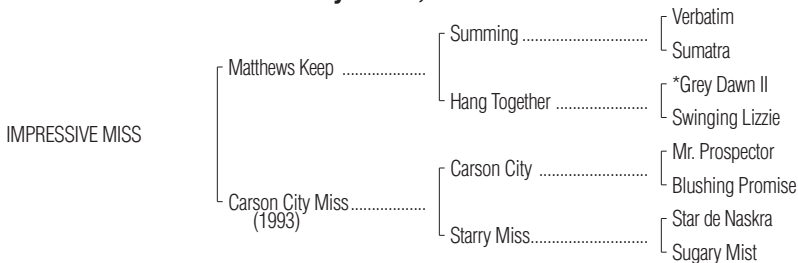 Verbatim
Summing ..............................
Sumatra
Matthews Keep ....................
*Grey Dawn II
Hang Together ......................
Swinging Lizzie
IMPRESSIVE MISS
Mr. Prospector
Carson City ..........................
Blushing Promise
Carson City Miss..................
(1993)
Star de Naskra
Starry Miss............................
Sugary Mist